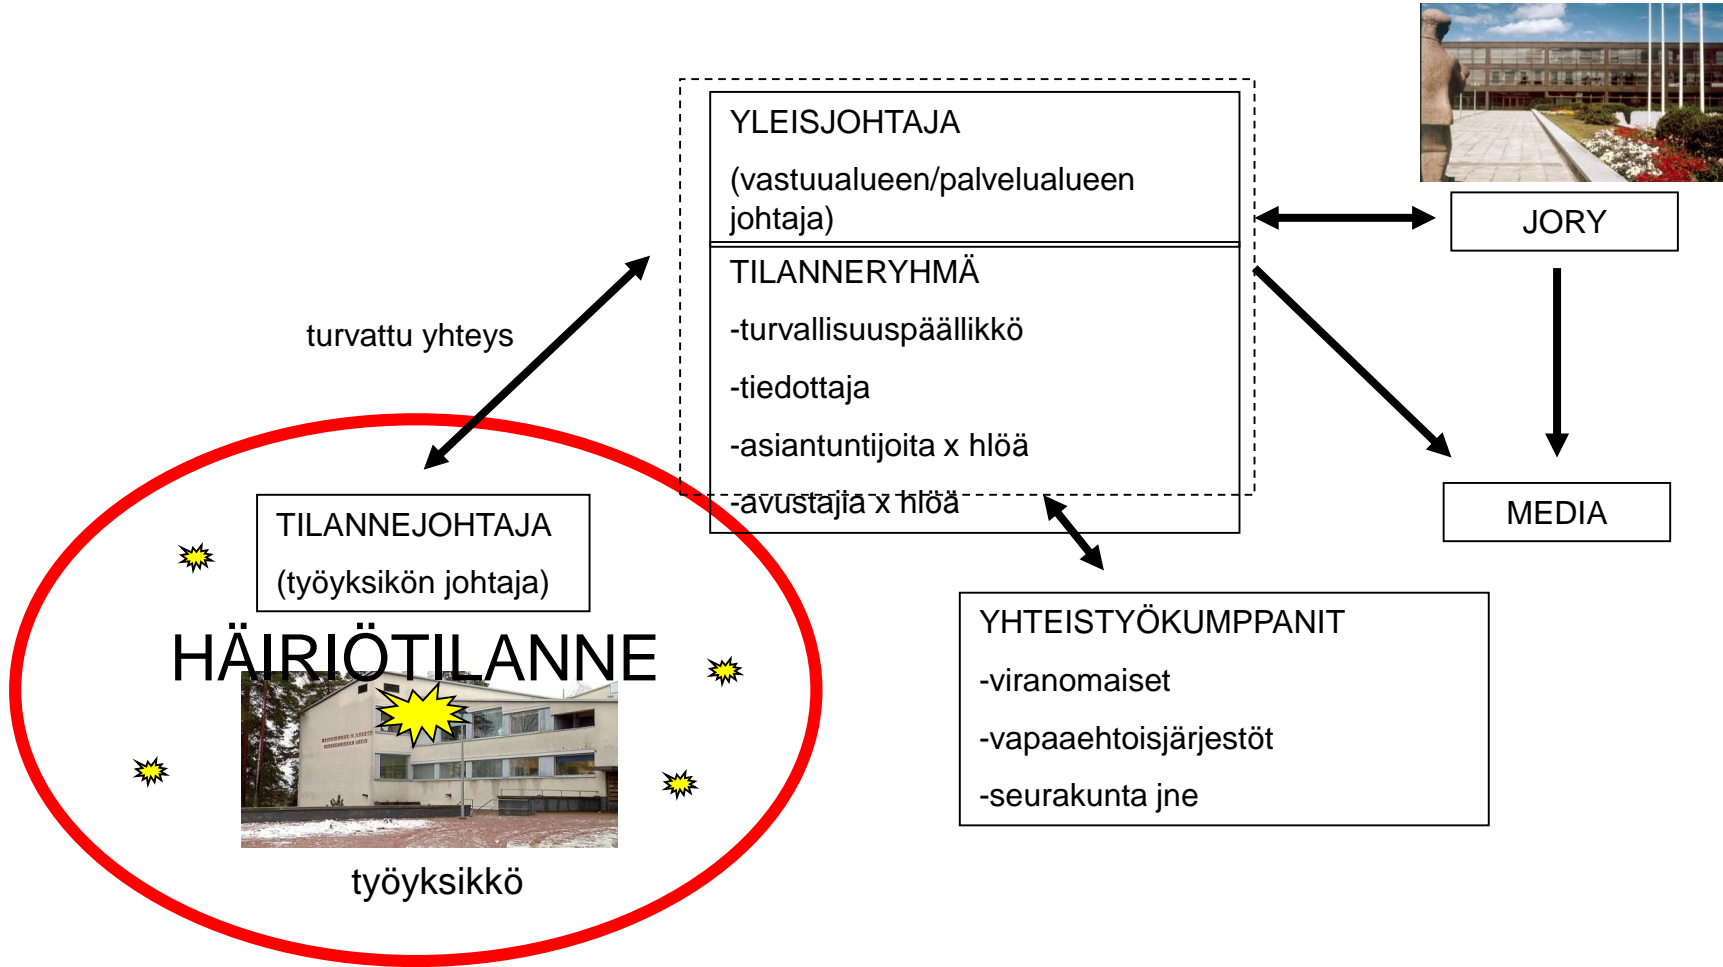 YLEISJOHTAJA
(vastuualueen/palvelualueen
johtaja)
TILANNERYHMÄ
-turvallisuuspäällikkö
-tiedottaja
-asiantuntijoita x hlöä
-avustajia x hlöä
JORY
MEDIA
turvattu yhteys
TILANNEJOHTAJA
(työyksikön johtaja)
HÄIRIÖTILANNE
työyksikkö
YHTEISTYÖKUMPPANIT
-viranomaiset
-vapaaehtoisjärjestöt
-seurakunta jne